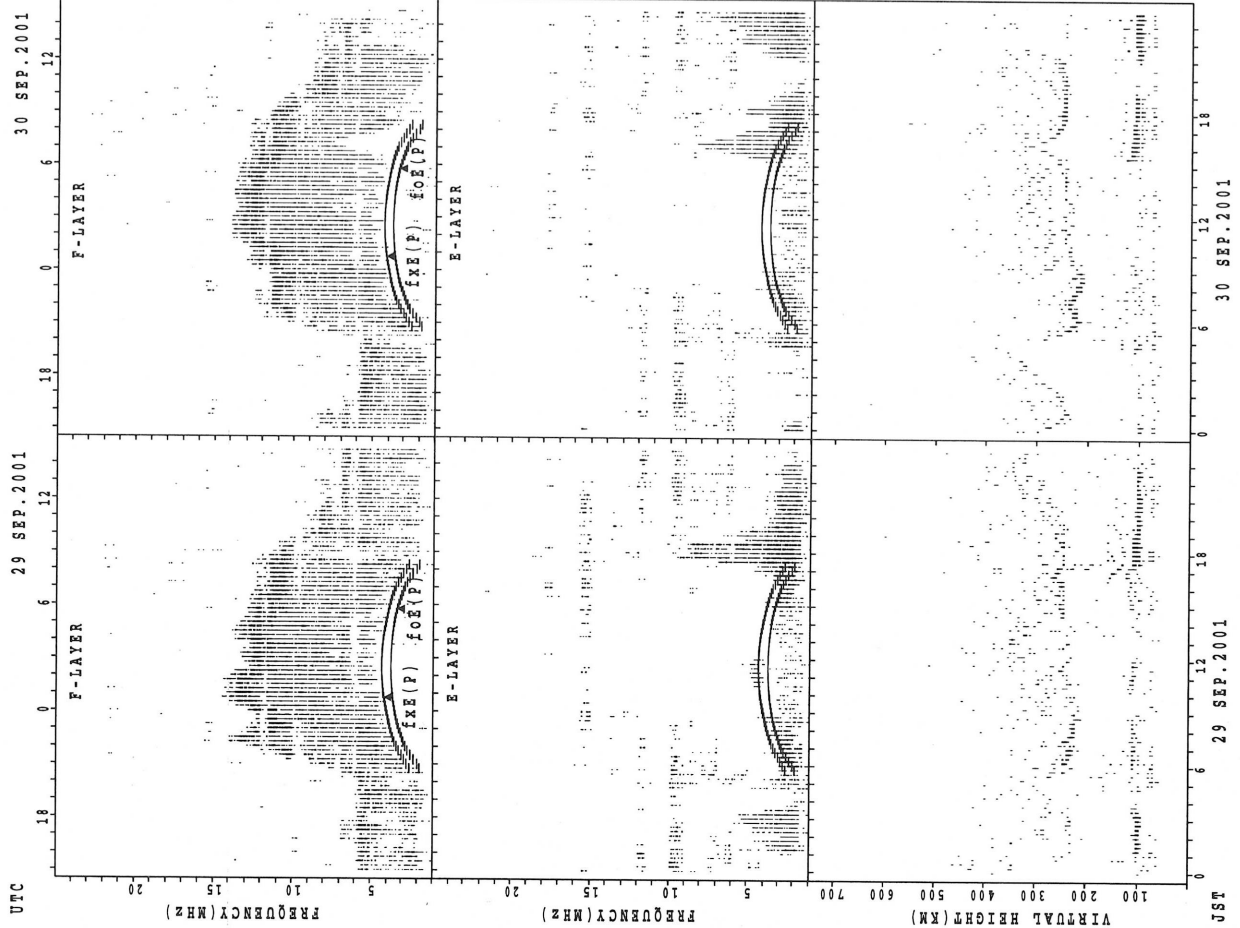 UTC 29 SEP. 2001 30 SEP. 2001
18 0 6 12 18 0 6 12
F-LAYER F-LAYER
FREQUENCY (MHz)
20
15
10
5
fxE(P) foE(P) fxE(P) foE(P)
E-LAYER E-LAYER
FREQUENCY (MHz)
20
15
10
5
VIRTUAL HEIGHT (KM)
700
600
500
400
300
200
100
0 6 12 18 0 6 12 18
JST 29 SEP. 2001 30 SEP. 2001